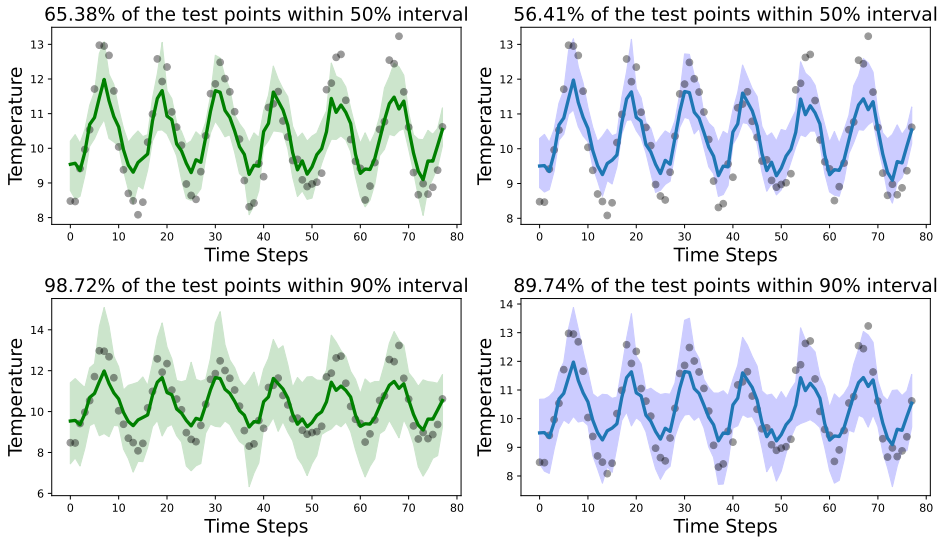 65.38% of the test points within 50% interval
13
12
11
10
9
8
Temperature
0 10 20 30 40 50 60 70 80
Time Steps
56.41% of the test points within 50% interval
13
12
11
10
9
8
Temperature
0 10 20 30 40 50 60 70 80
Time Steps
98.72% of the test points within 90% interval
14
12
10
8
6
Temperature
0 10 20 30 40 50 60 70 80
Time Steps
89.74% of the test points within 90% interval
14
13
12
11
10
9
8
Temperature
0 10 20 30 40 50 60 70 80
Time Steps